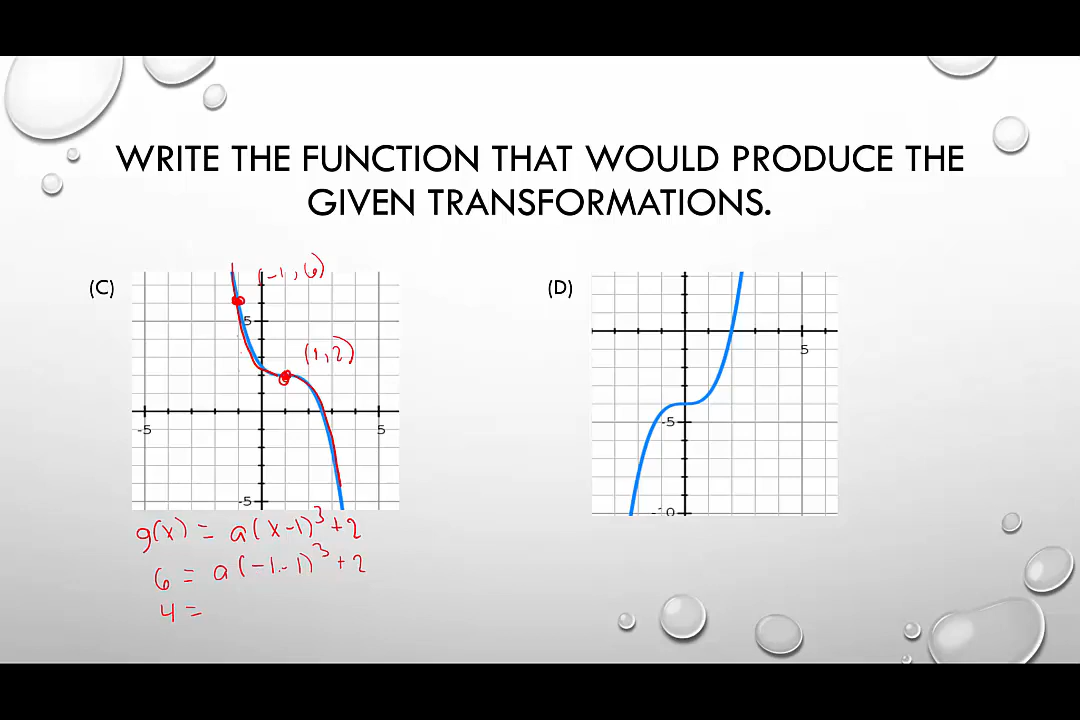 WRITE THE FUNCTION THAT WOULD PRODUCE THE
GIVEN TRANSFORMATIONS.
(C)
(-1, 6)
5
(1, 2)
-5
5
-5
g(x) = a(x-1)³+2
6 = a(-1-1)³+2
4 =
(D)
5
-5
-10